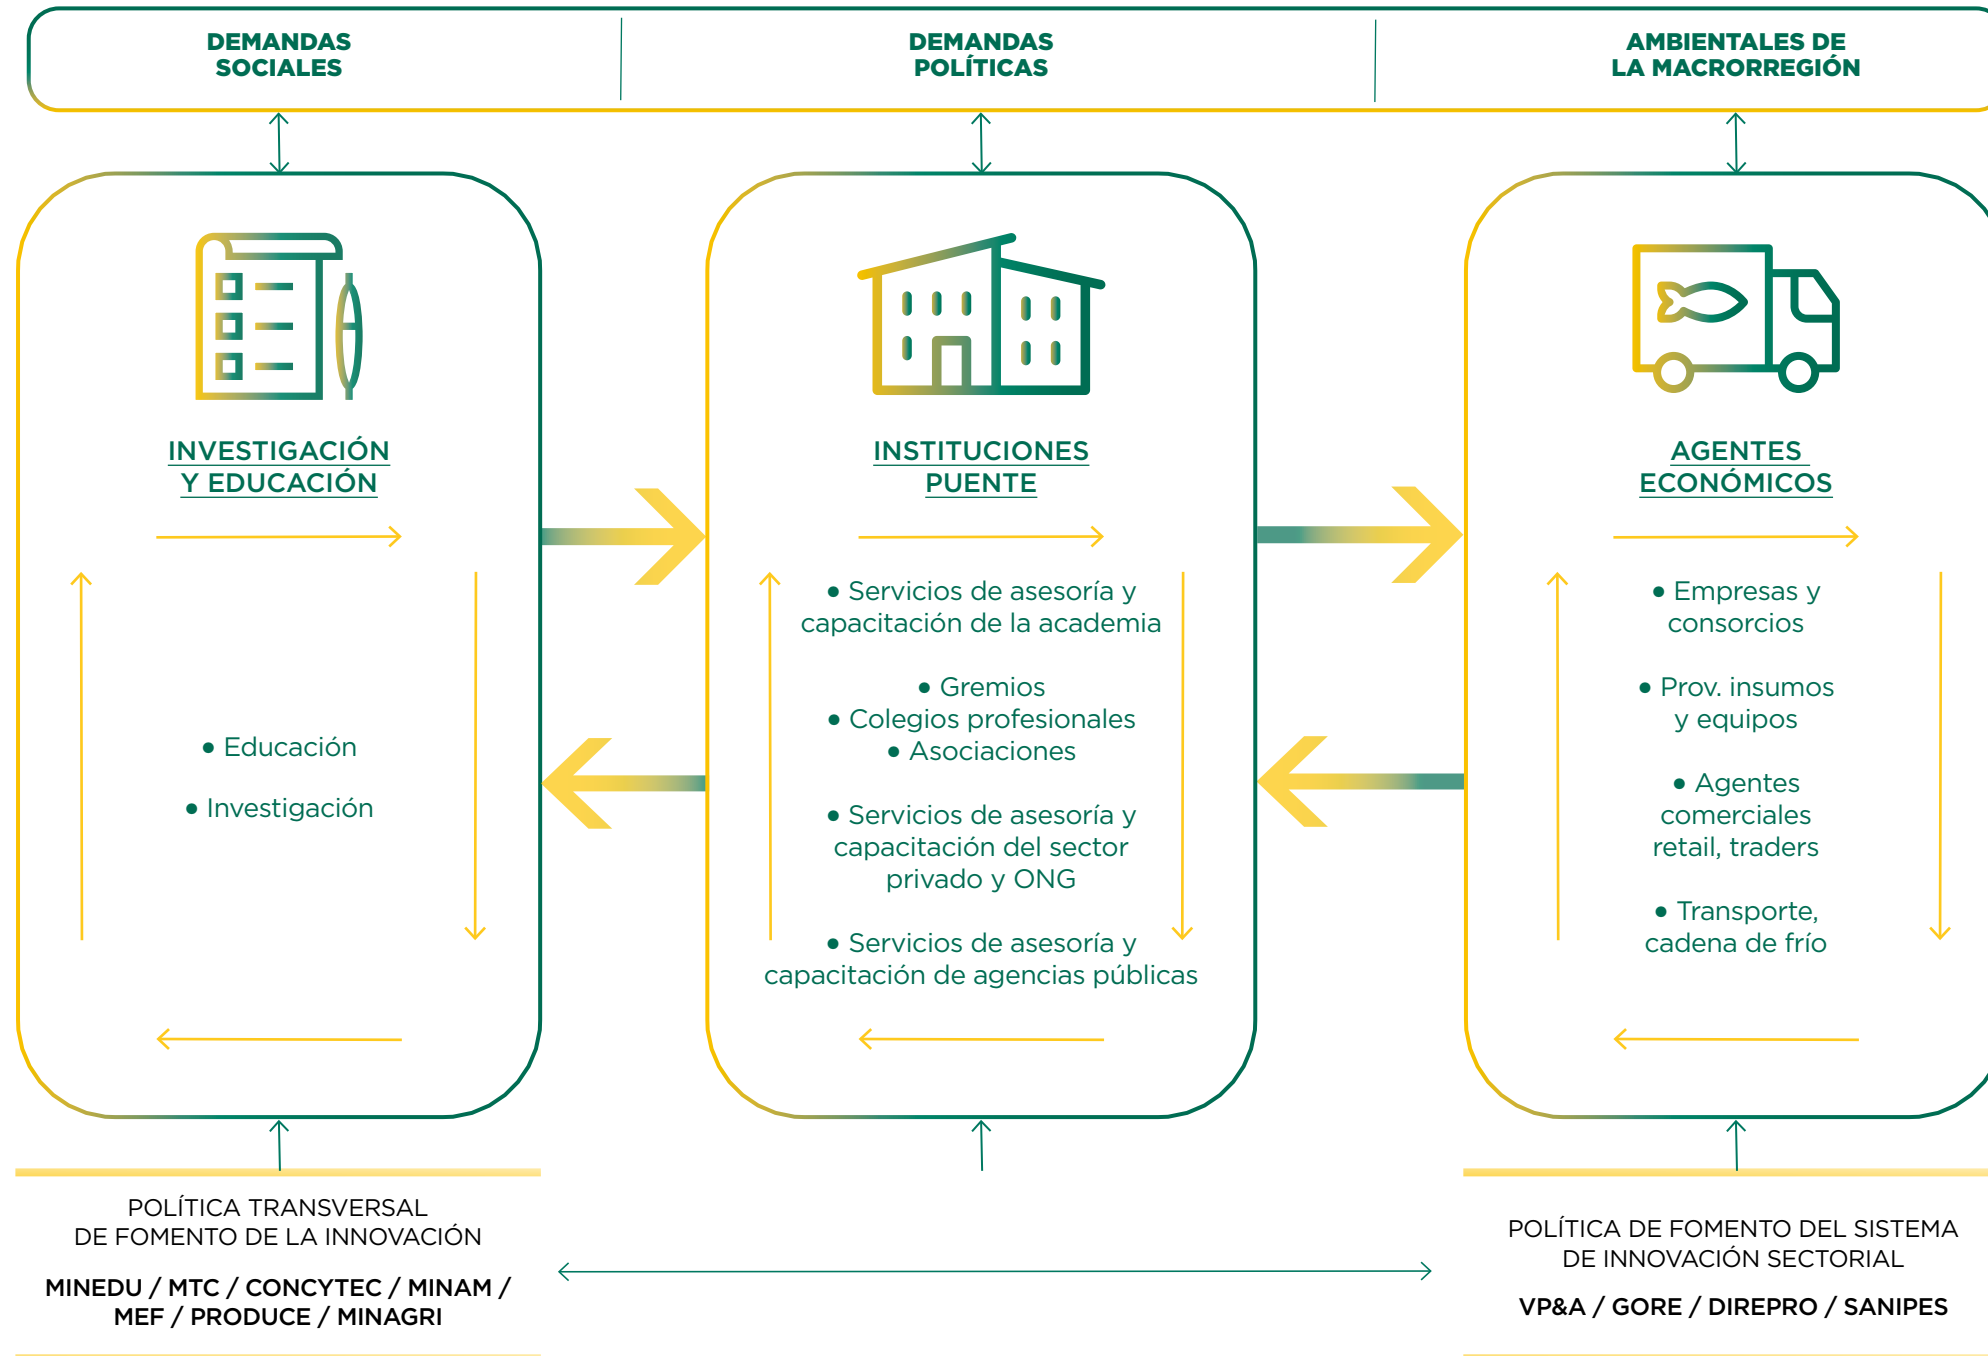 DEMANDAS
SOCIALES
DEMANDAS
POLÍTICAS
AMBIENTALES DE
LA MACRORREGIÓN
INVESTIGACIÓN
Y EDUCACIÓN
• Educación
• Investigación
INSTITUCIONES
PUENTE
• Servicios de asesoría y
capacitación de la academia
• Gremios
• Colegios profesionales
• Asociaciones
• Servicios de asesoría y
capacitación del sector
privado y ONG
• Servicios de asesoría y
capacitación de agencias públicas
AGENTES
ECONÓMICOS
• Empresas y
consorcios
• Prov. insumos
y equipos
• Agentes
comerciales
retail, traders
• Transporte,
cadena de frío
POLÍTICA TRANSVERSAL
DE FOMENTO DE LA INNOVACIÓN
MINEDU / MTC / CONCYTEC / MINAM /
MEF / PRODUCE / MINAGRI
POLÍTICA DE FOMENTO DEL SISTEMA
DE INNOVACIÓN SECTORIAL
VP&A / GORE / DIREPRO / SANIPES